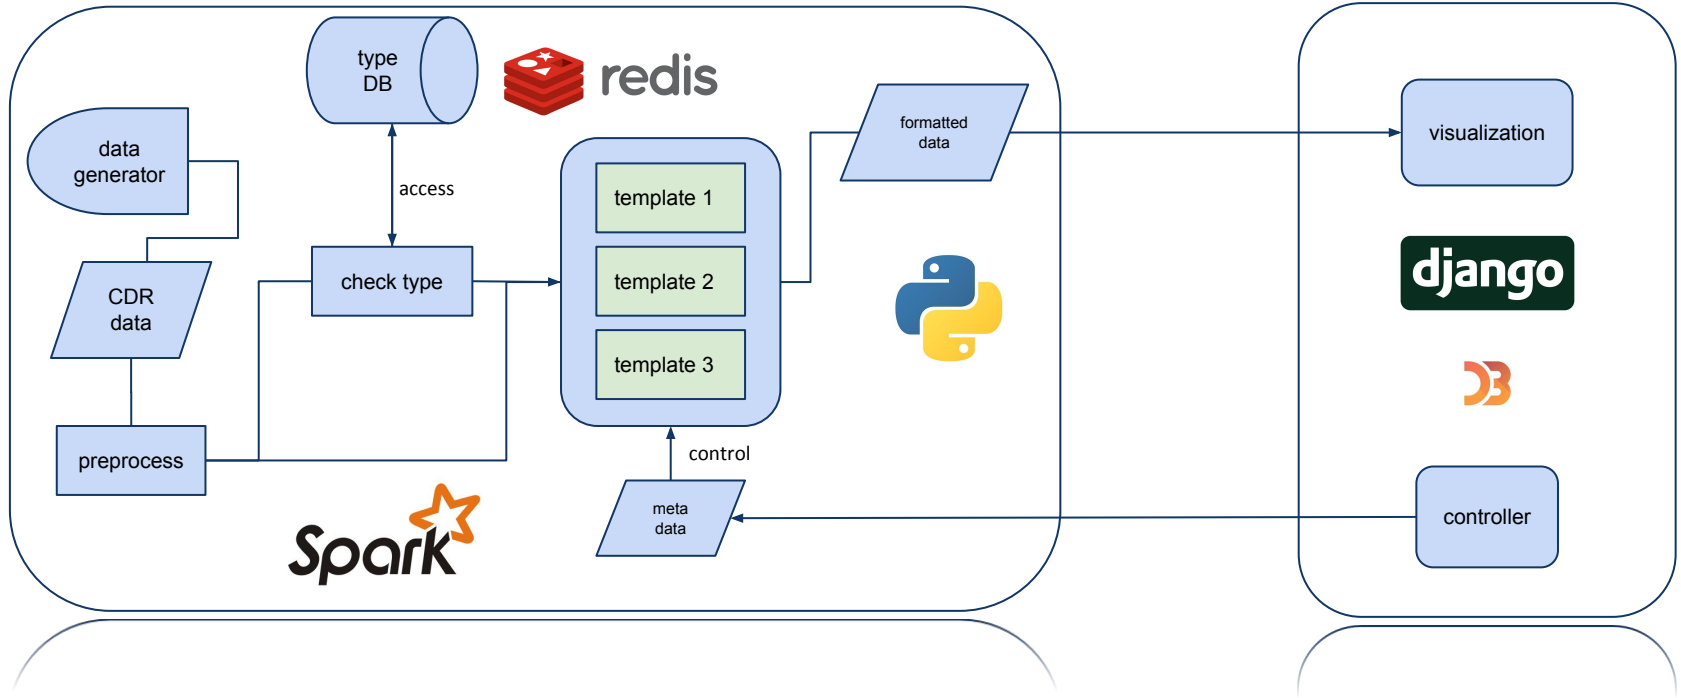 type
DB
redis
data
generator
access
formatted
data
visualization
template 1
check type
template 2
CDR
data
template 3
django
D3
preprocess
control
meta
data
controller
Spark